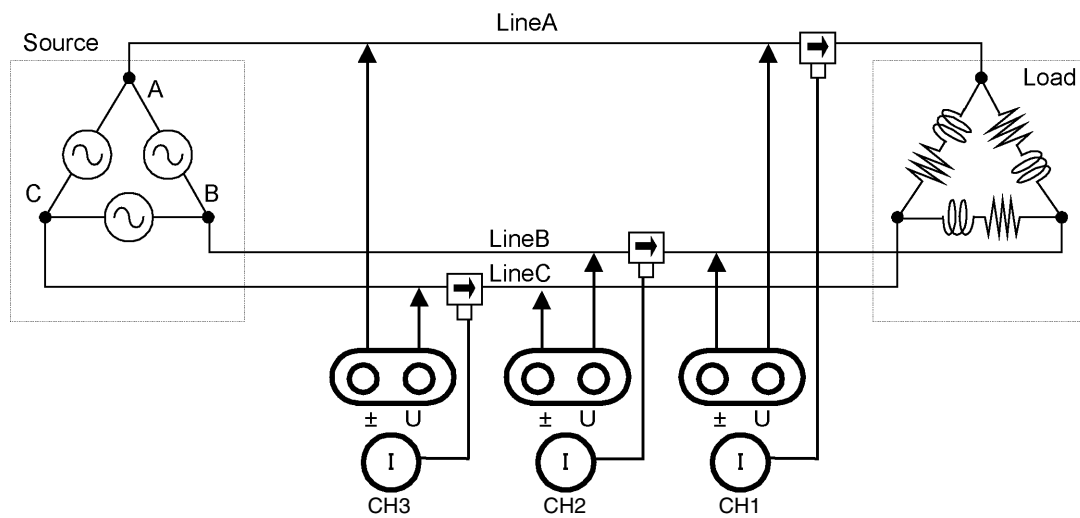 LineA
Source
Load
A
C
B
LineB
LineC
± U
± U
± U
I
I
I
CH3
CH2
CH1